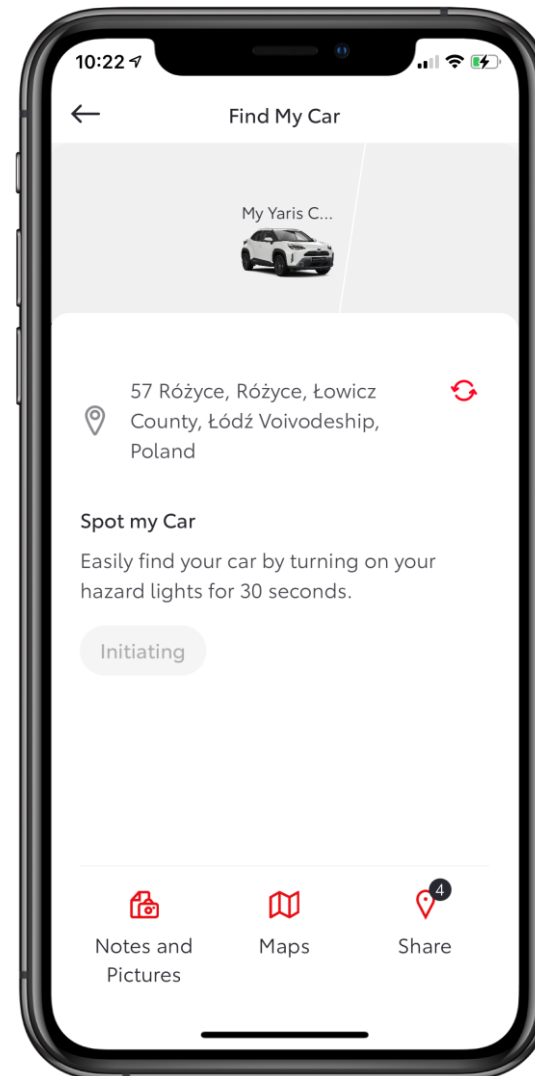 10:22
Find My Car
My Yaris C...
57 Różyce, Różyce, Łowicz
County, Łódź Voivodeship,
Poland
Spot my Car
Easily find your car by turning on your
hazard lights for 30 seconds.
Initiating
4
Notes and
Pictures
Maps
Share